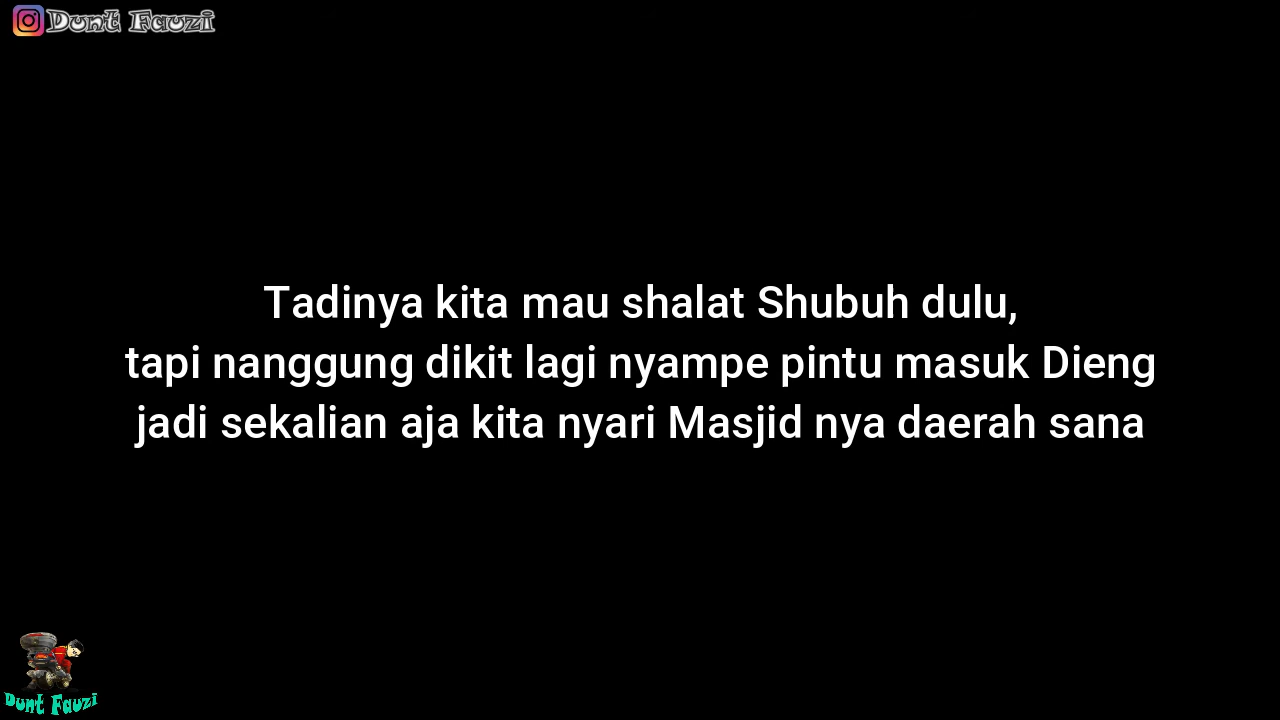 Dunt Fauzi
Tadinya kita mau shalat Shubuh dulu,
tapi nanggung dikit lagi nyampe pintu masuk Dieng
jadi sekalian aja kita nyari Masjid nya daerah sana
Dunt Fauzi